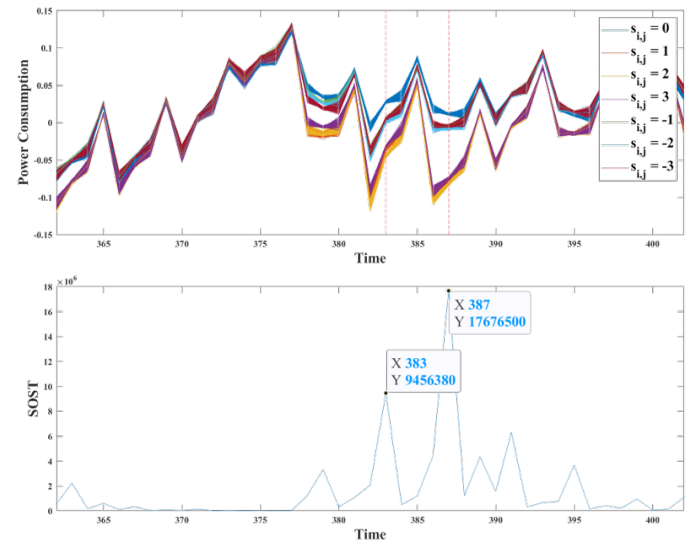 0.15
0.1
0.05
0
-0.05
-0.1
-0.15
Power Consumption
365 370 375 380 385 390 395 400
Time
s_{i,j} = 0
s_{i,j} = 1
s_{i,j} = 2
s_{i,j} = 3
s_{i,j} = -1
s_{i,j} = -2
s_{i,j} = -3
×10^6
18
16
14
12
10
8
6
4
2
0
SOST
X 387
Y 17676500
X 383
Y 9456380
365 370 375 380 385 390 395 400
Time